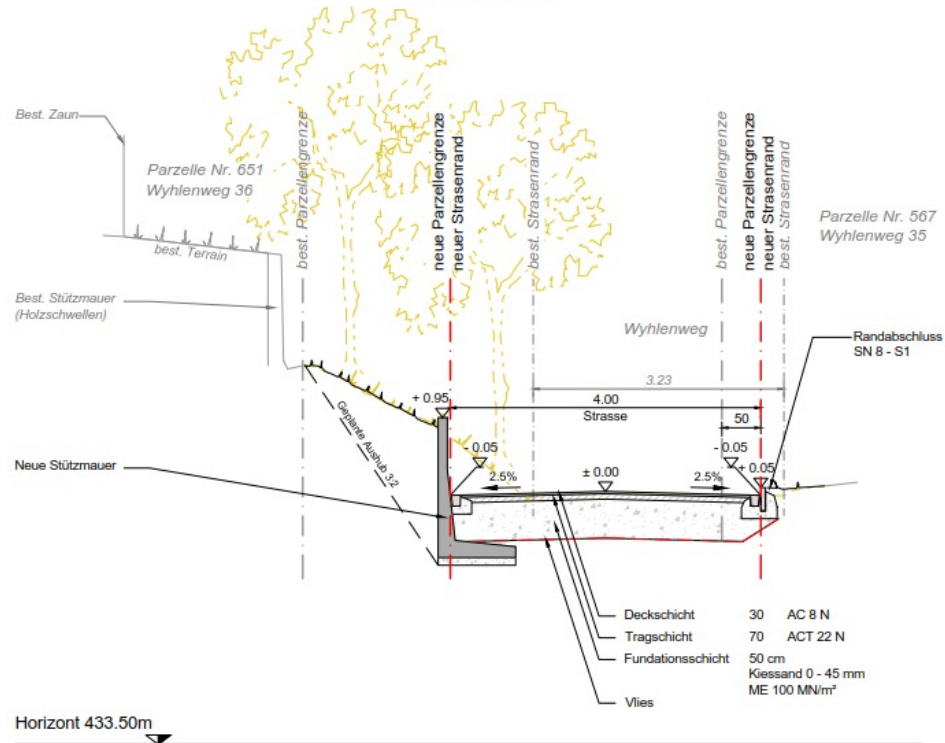 Best. Zaun
Parzelle Nr. 651
Wyhlenweg 36
best. Terrain
Best. Stützmauer
(Holzschwellen)
best. Parzellengrenze
neue Parzellengrenze
neuer Strasenrand
best. Strasenrand
best. Parzellengrenze
neue Parzellengrenze
neuer Strasenrand
best. Strasenrand
Parzelle Nr. 567
Wyhlenweg 35
Wyhlenweg
Randabschluss
SN 8 - S1
3.23
4.00
Strasse
50
+ 0.95
- 0.05
- 0.05
+ 0.05
± 0.00
2.5%
2.5%
Geplante Aushub 3:2
Neue Stützmauer
Deckschicht 30 AC 8 N
Tragschicht 70 ACT 22 N
Fundationsschicht 50 cm
Kiessand 0 - 45 mm
ME 100 MN/m²
Vlies
Horizont 433.50m